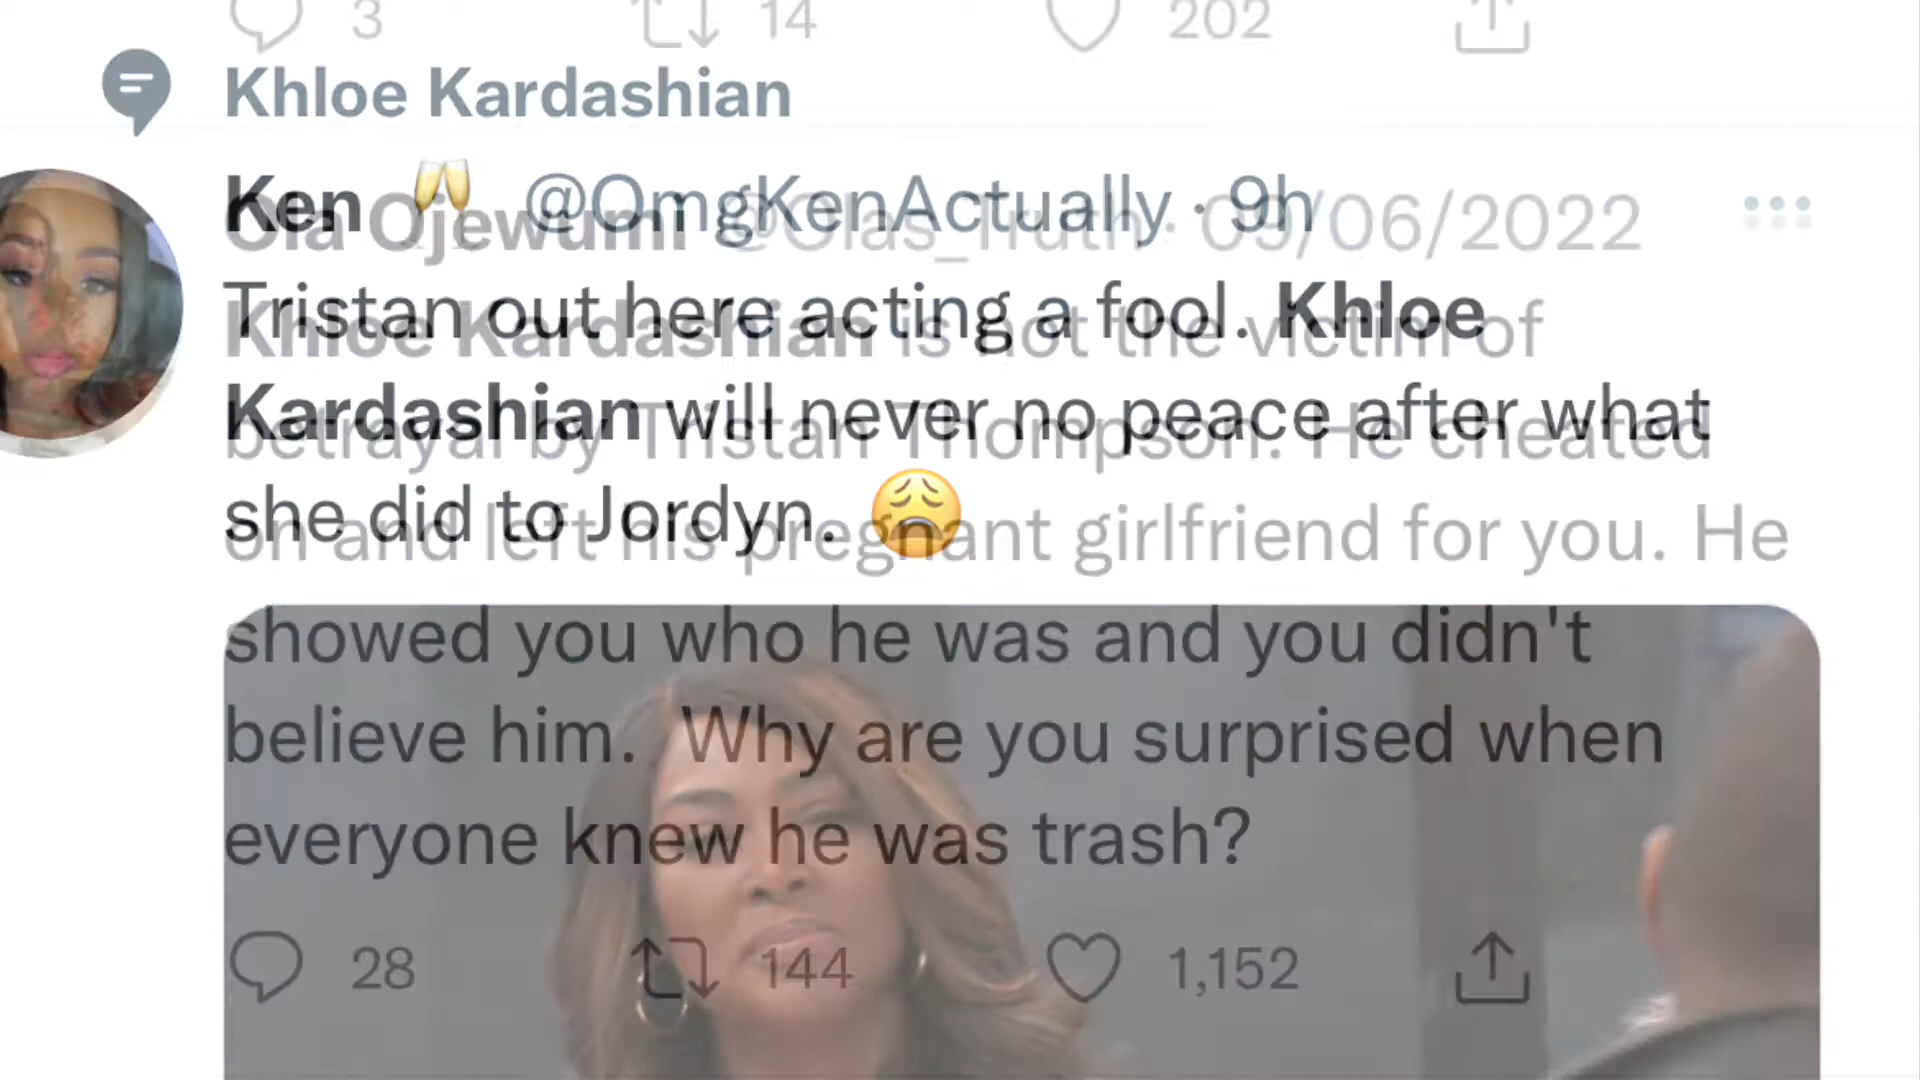 3 14 202
Khloe Kardashian
Ken 🥂 @OmgKenActually · 9h
Tristan out here acting a fool. Khloe
Kardashian will never no peace after what
she did to Jordyn. 😩
Ola Ojewumi @Olas_Truth · 09/06/2022
Khloe Kardashian is not the victim of
betrayal by Tristan Thompson. He cheated
on and left his pregnant girlfriend for you. He
showed you who he was and you didn't
believe him. Why are you surprised when
everyone knew he was trash?
28 144 1,152